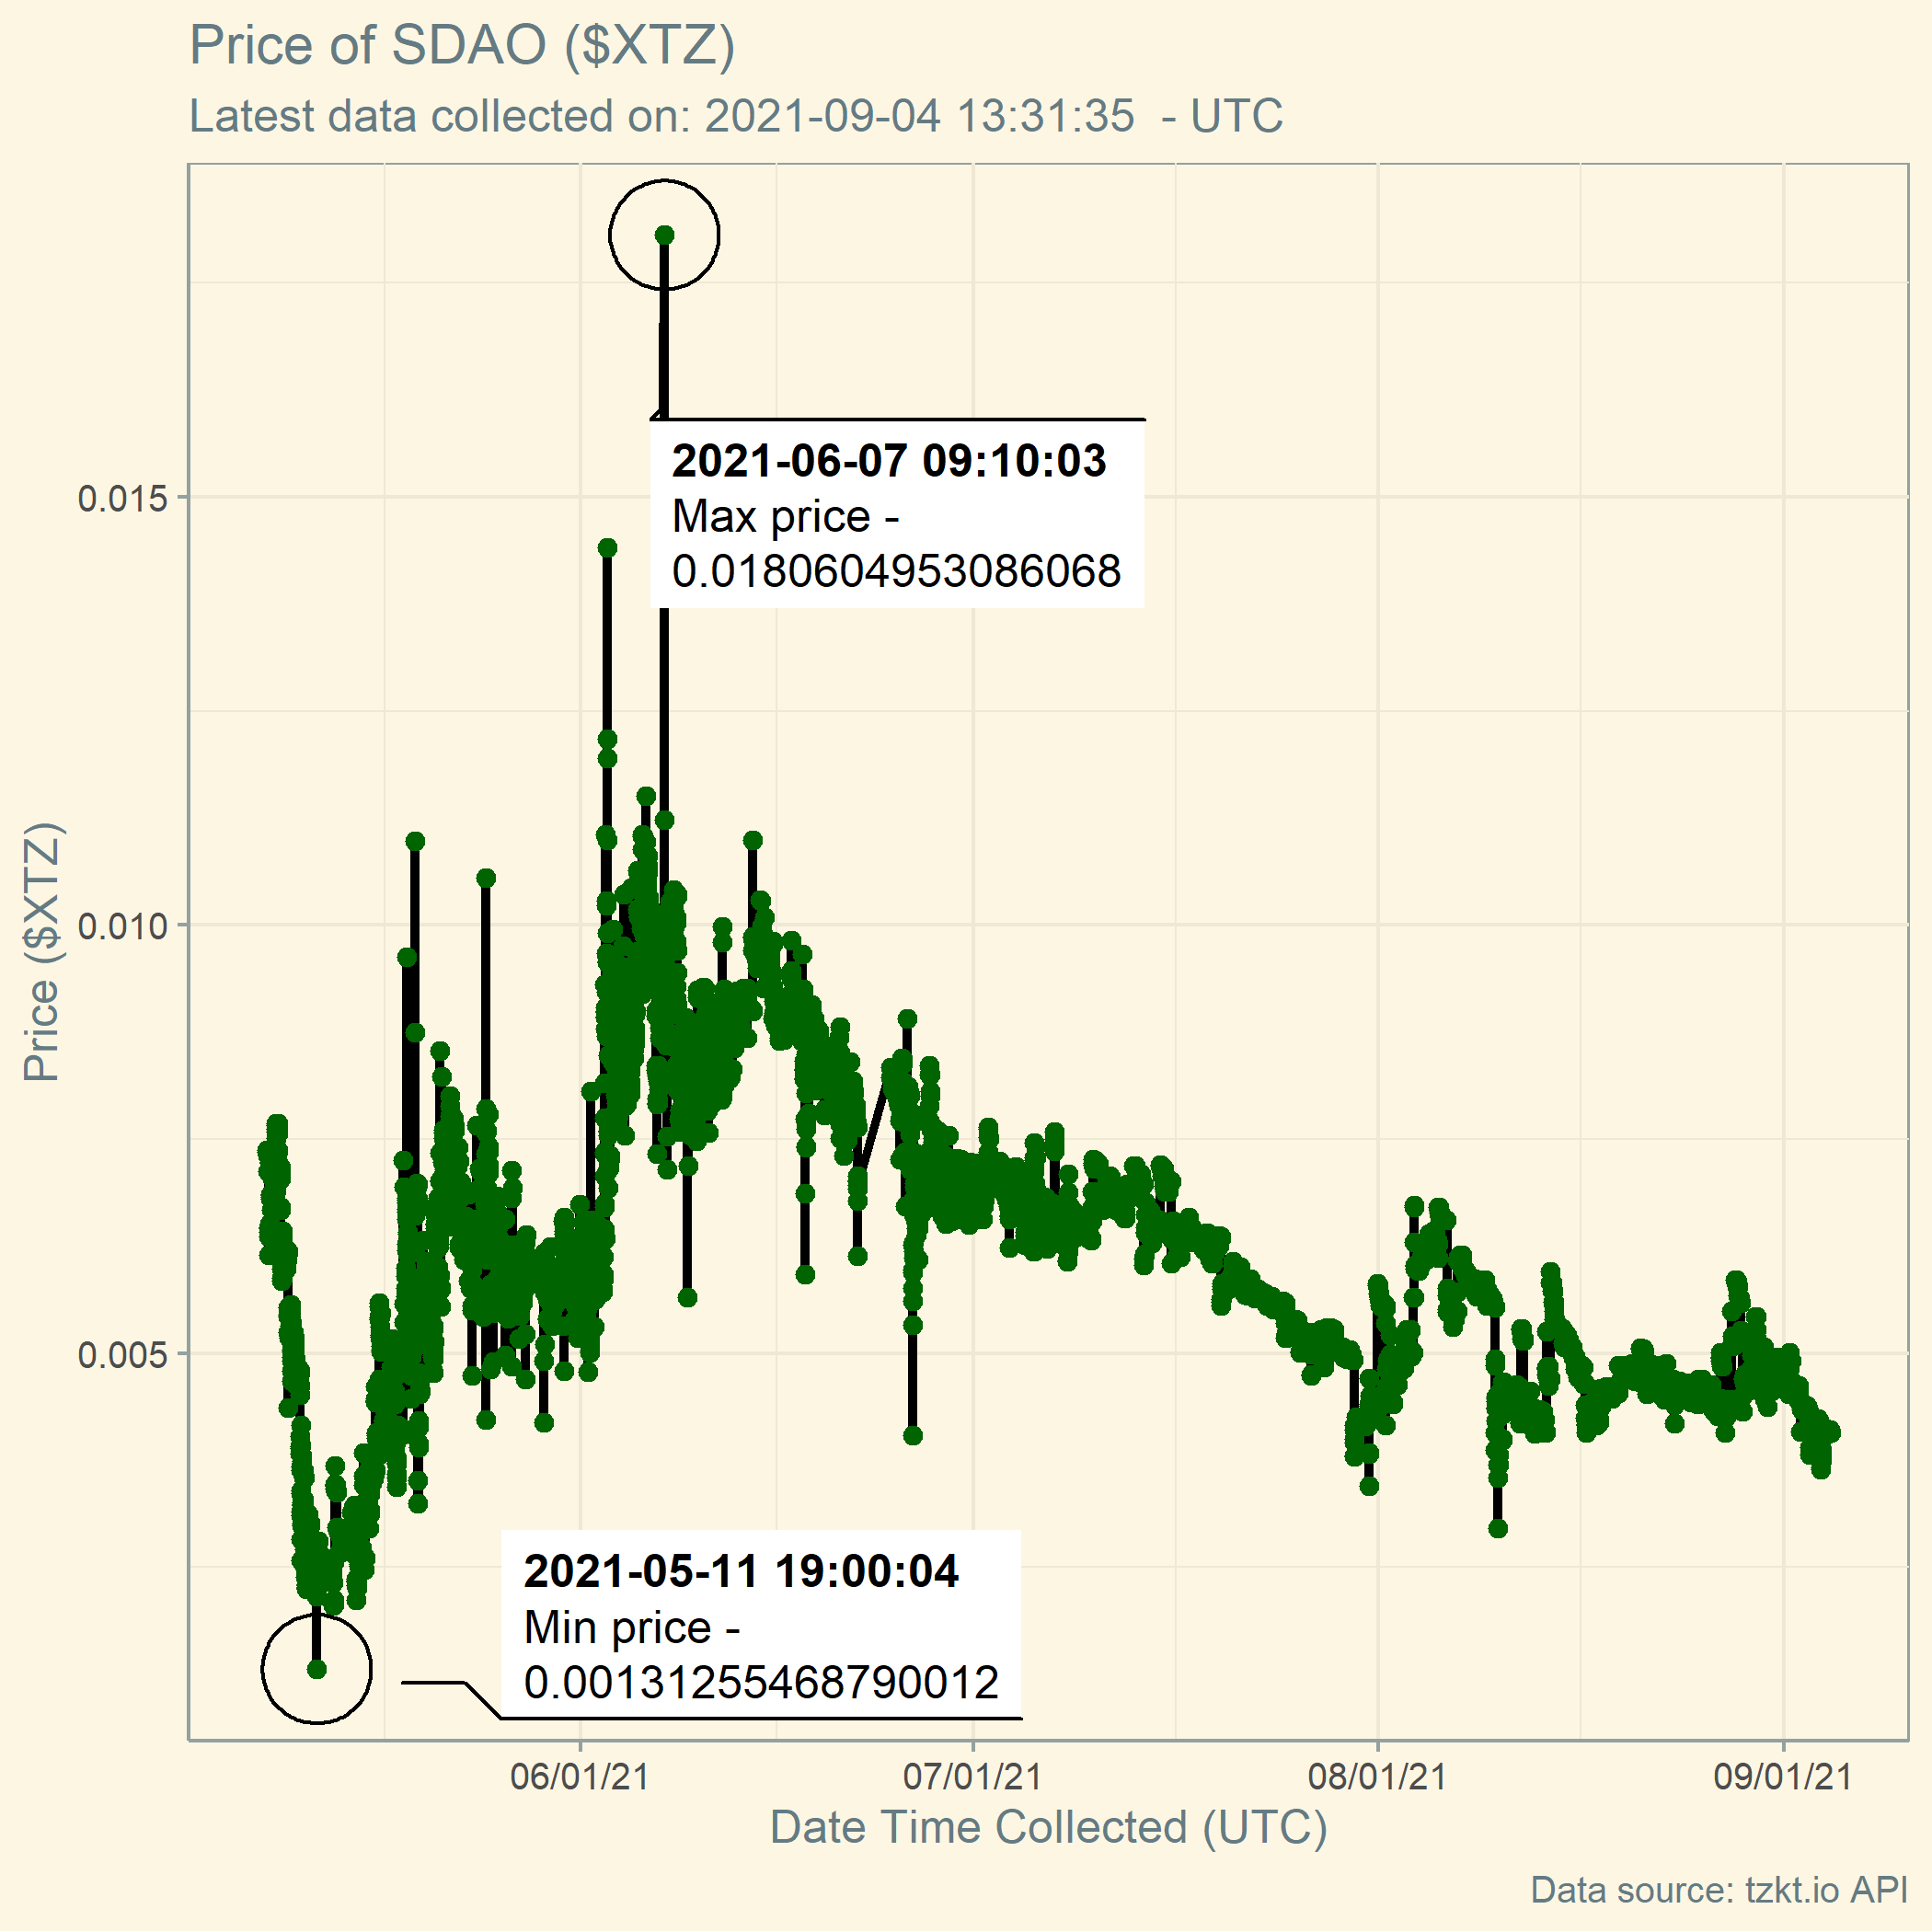 Price of SDAO ($XTZ)
Latest data collected on: 2021-09-04 13:31:35  - UTC
2021-06-07 09:10:03
Max price -
0.0180604953086068
0.015
0.010
0.005
Price ($XTZ)
2021-05-11 19:00:04
Min price -
0.00131255468790012
06/01/21
07/01/21
08/01/21
09/01/21
Date Time Collected (UTC)
Data source: tzkt.io API